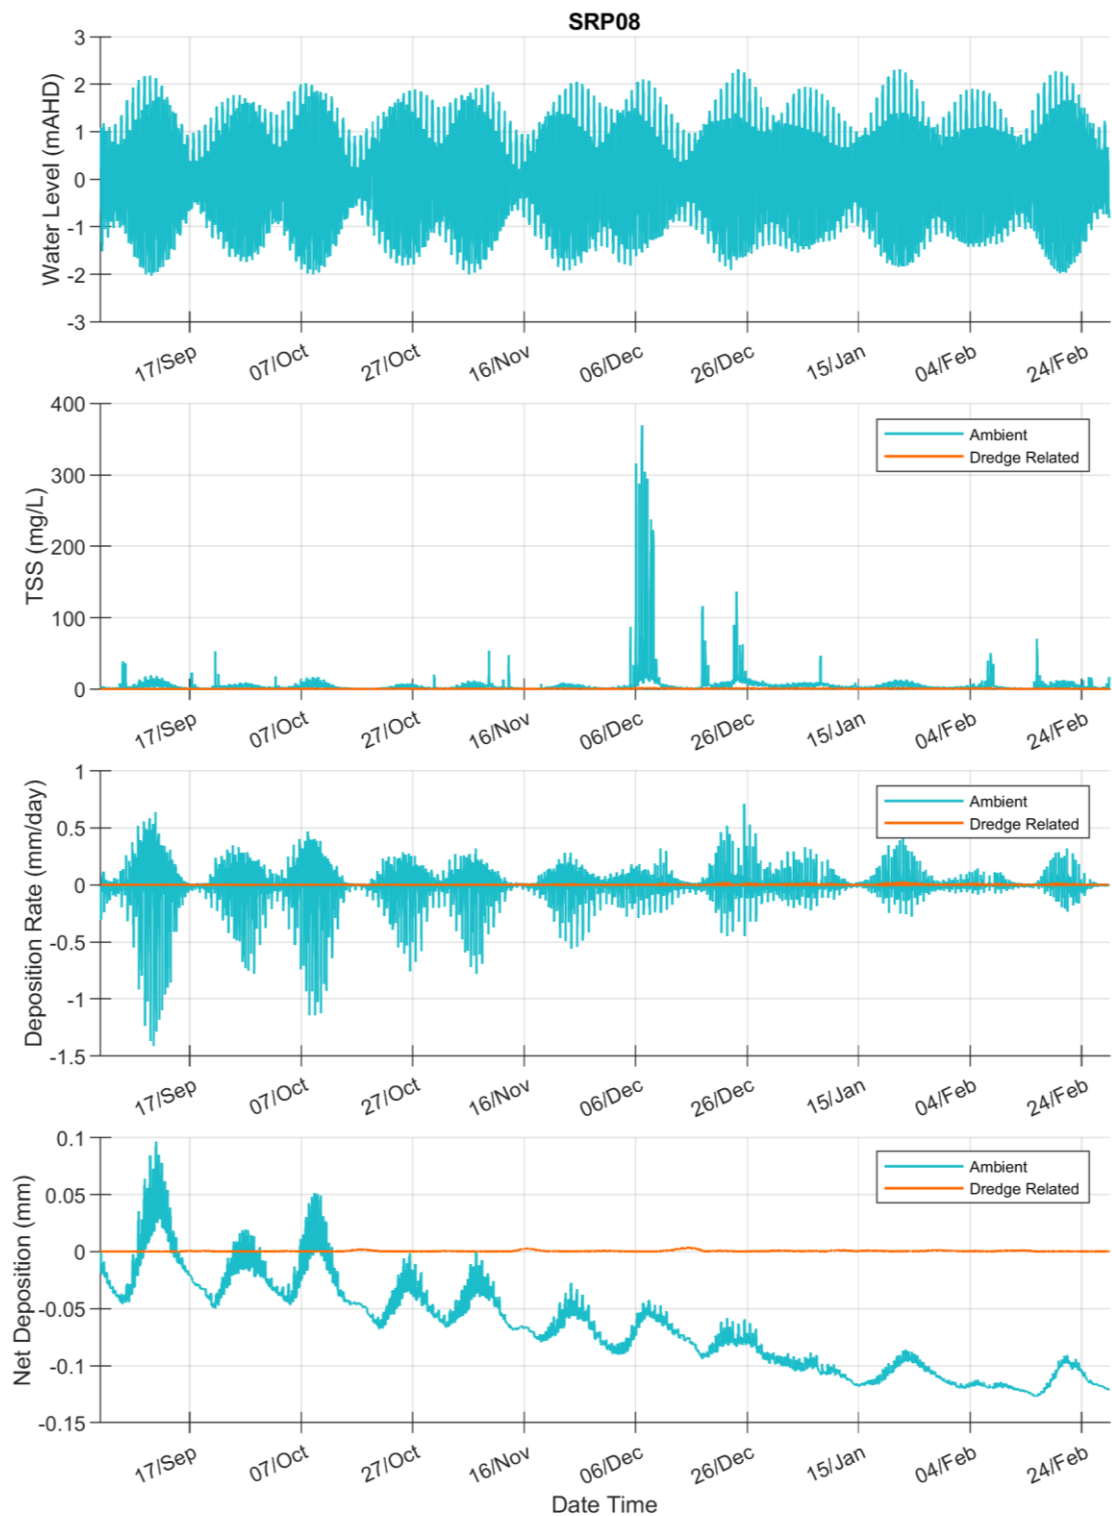 SRP08
Water Level (mAHD)
3
2
1
0
-1
-2
-3
17/Sep 07/Oct 27/Oct 16/Nov 06/Dec 26/Dec 15/Jan 04/Feb 24/Feb
TSS (mg/L)
400
300
200
100
0
Ambient
Dredge Related
17/Sep 07/Oct 27/Oct 16/Nov 06/Dec 26/Dec 15/Jan 04/Feb 24/Feb
Deposition Rate (mm/day)
1
0.5
0
-0.5
-1
-1.5
Ambient
Dredge Related
17/Sep 07/Oct 27/Oct 16/Nov 06/Dec 26/Dec 15/Jan 04/Feb 24/Feb
Net Deposition (mm)
0.1
0.05
0
-0.05
-0.1
-0.15
Ambient
Dredge Related
17/Sep 07/Oct 27/Oct 16/Nov 06/Dec 26/Dec 15/Jan 04/Feb 24/Feb
Date Time